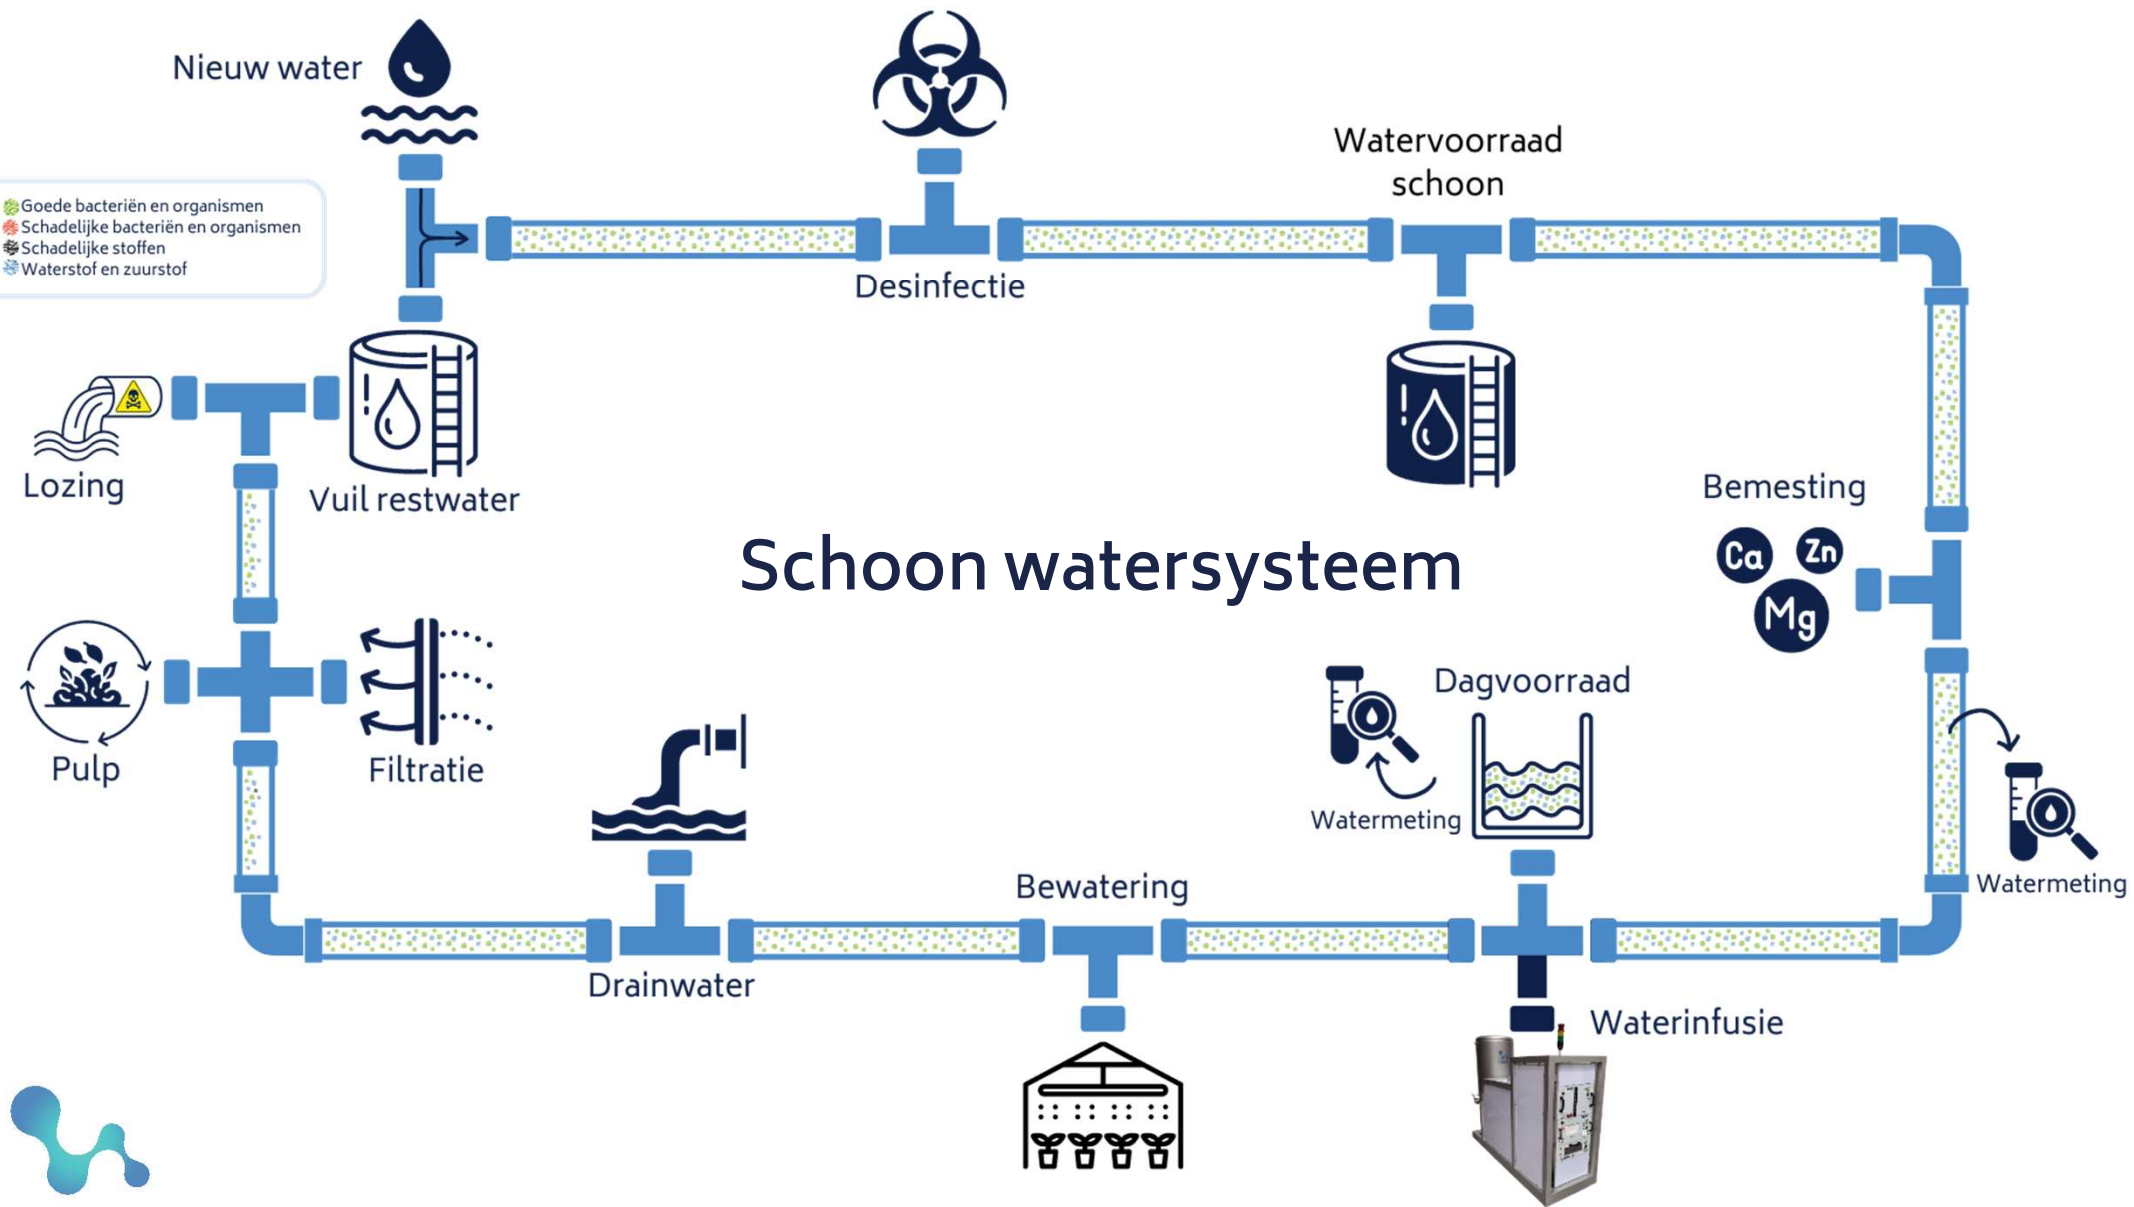 Nieuw water
Goede bacteriën en organismen
Schadelijke bacteriën en organismen
Schadelijke stoffen
Waterstof en zuurstof
Desinfectie
Watervoorraad
schoon
Lozing
Vuil restwater
Schoon watersysteem
Bemesting
Ca
Zn
Mg
Pulp
Filtratie
Dagvoorraad
Watermeting
Watermeting
Bewatering
Drainwater
Waterinfusie